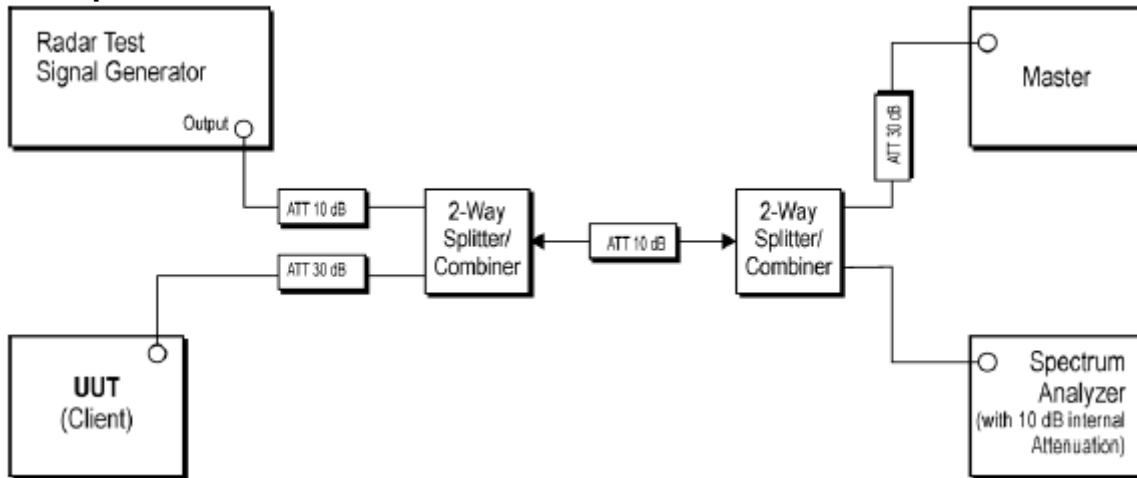 Radar Test
Signal Generator
Output
ATT 10 dB
ATT 30 dB
UUT
(Client)
2-Way
Splitter/
Combiner
ATT 10 dB
2-Way
Splitter/
Combiner
ATT 30 dB
Master
Spectrum
Analyzer
(with 10 dB internal
Attenuation)